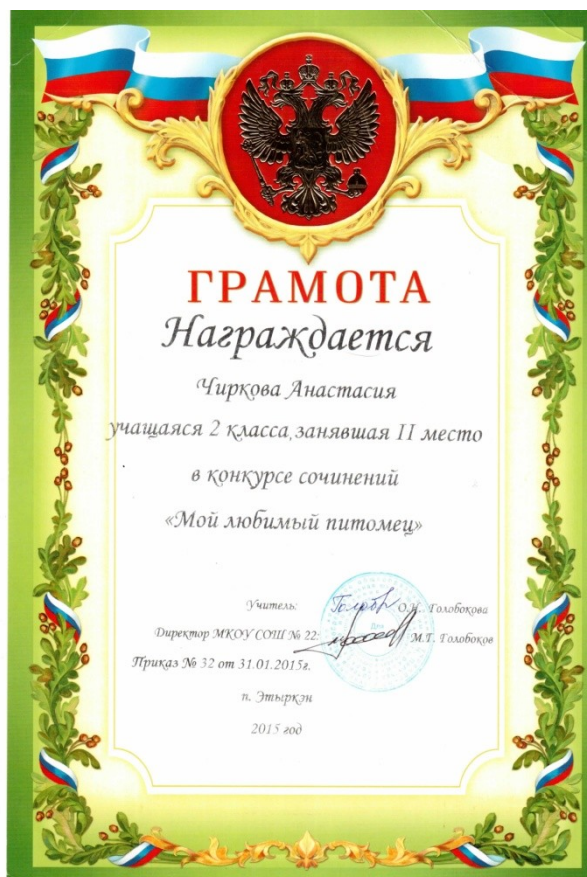 ГРАМОТА
Награждается
Чиркова Анастасия
учащаяся 2 класса, занявшая II место
в конкурсе сочинений
«Мой любимый питомец»
Учитель: О.Н. Голобокова
Директор МКОУ СОШ № 22: М.Т. Голобоков
Приказ № 32 от 31.01.2015г.
п. Этыркэн
2015 год